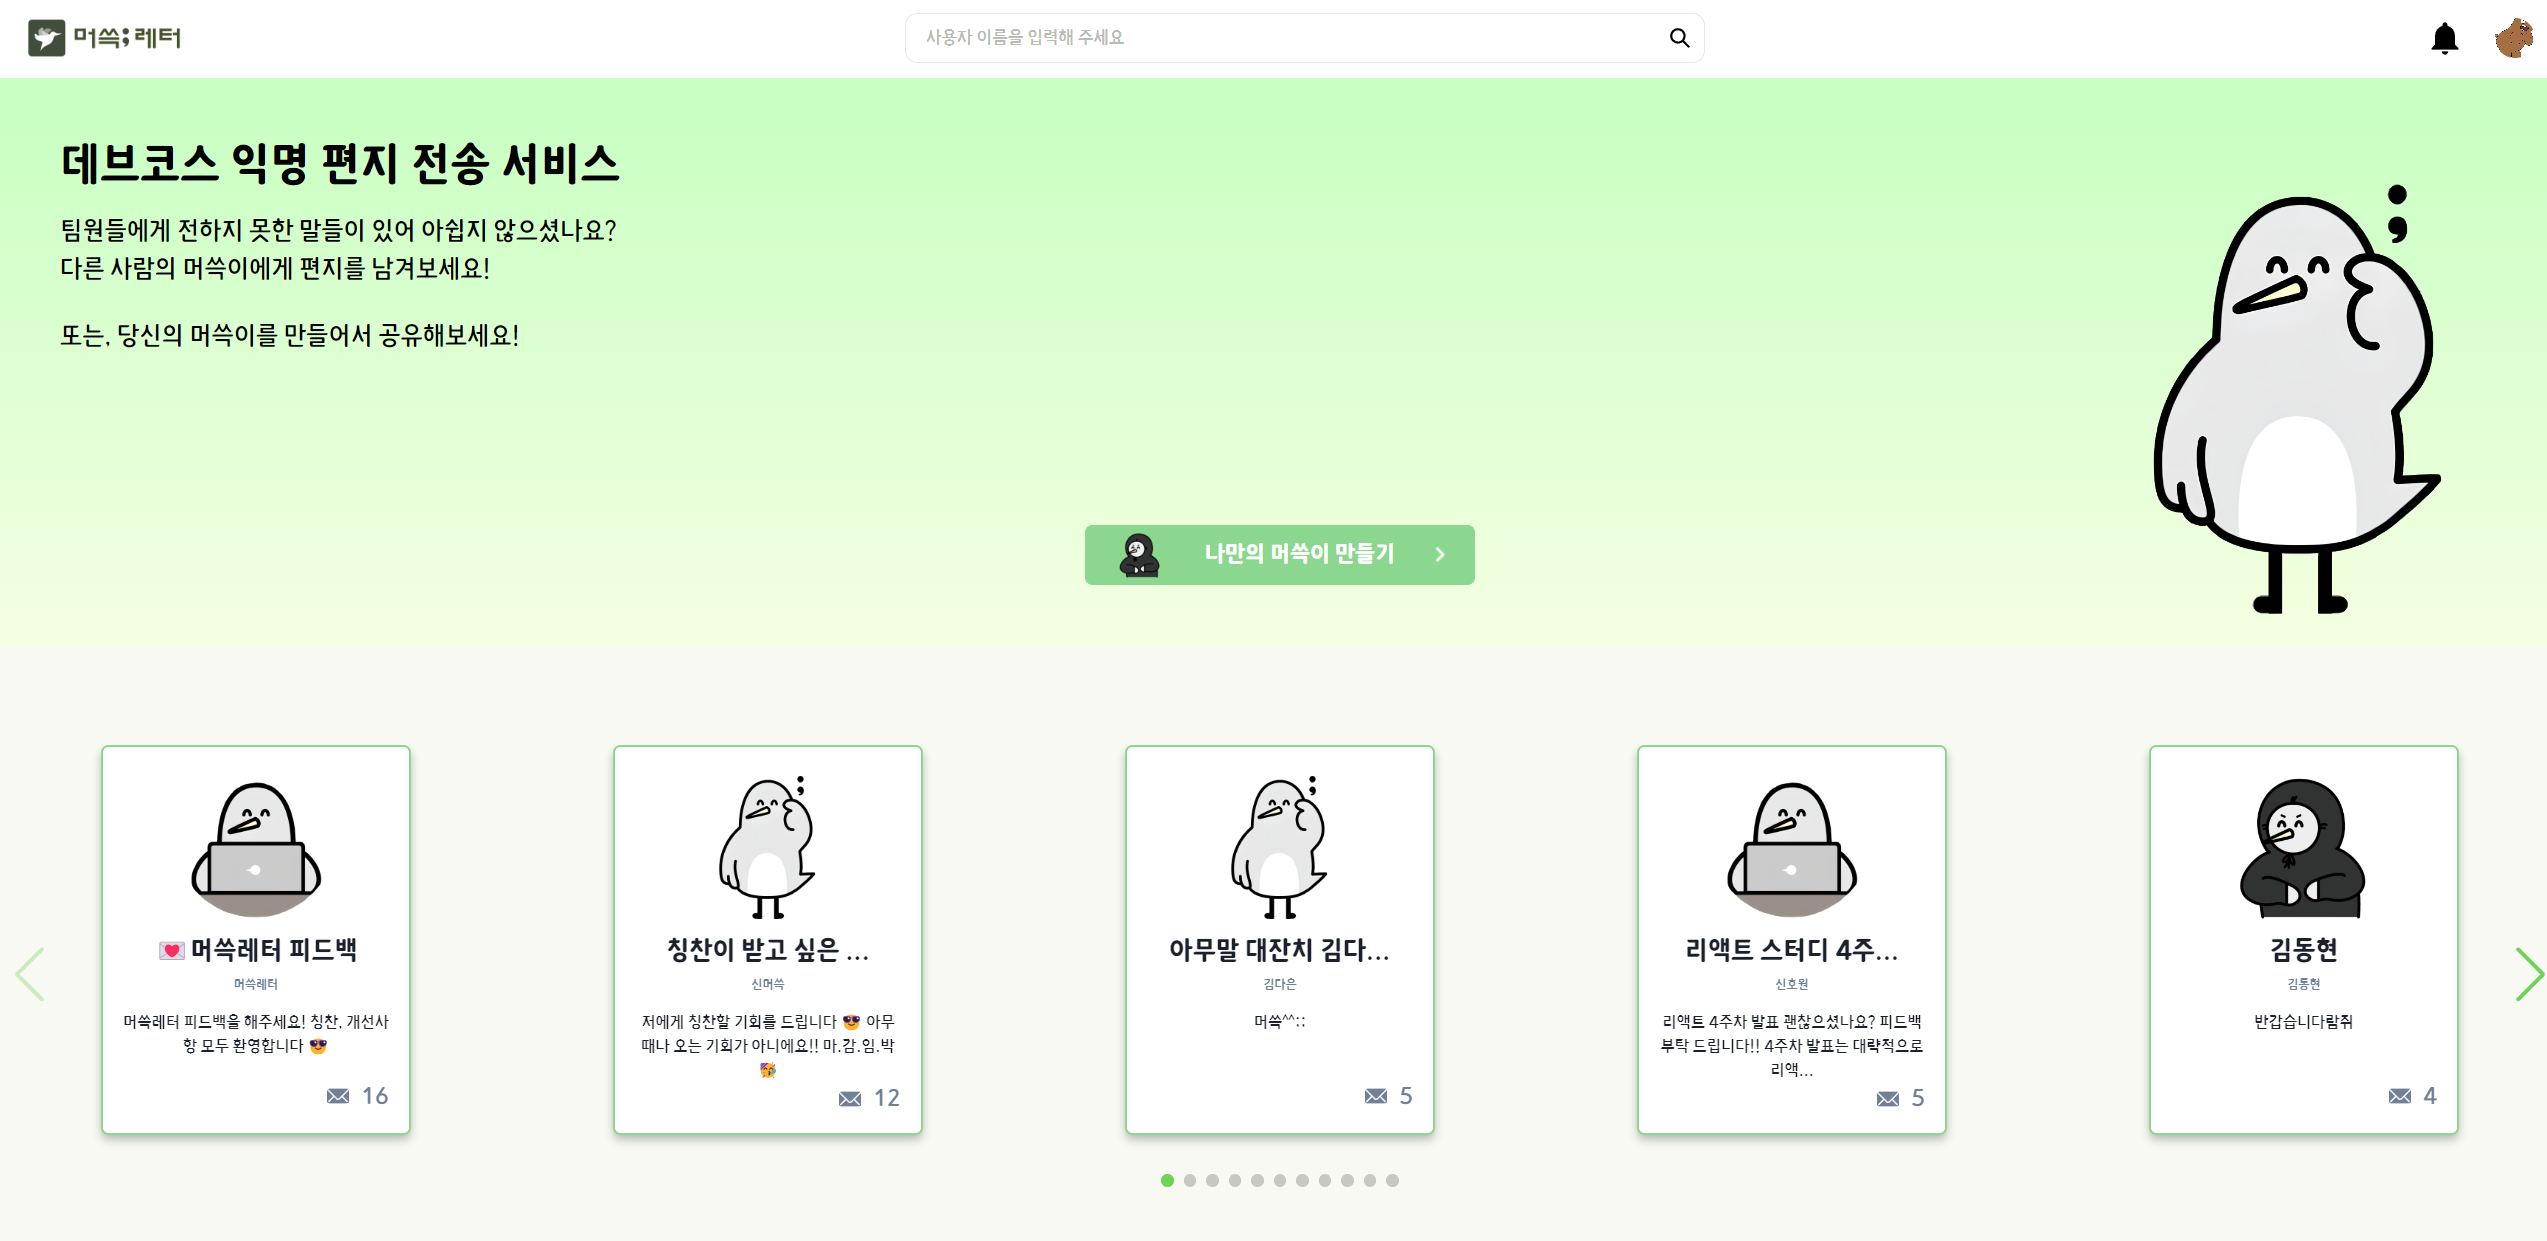 머쓱;레터
사용자 이름을 입력해 주세요
데브코스 익명 편지 전송 서비스
팀원들에게 전하지 못한 말들이 있어 아쉽지 않으셨나요?
다른 사람의 머쓱이에게 편지를 남겨보세요!
또는, 당신의 머쓱이를 만들어서 공유해보세요!
나만의 머쓱이 만들기
💌 머쓱레터 피드백
머쓱레터
머쓱레터 피드백을 해주세요! 칭찬, 개선사
항 모두 환영합니다 😎
16
칭찬이 받고 싶은 ...
신머쓱
저에게 칭찬할 기회를 드립니다 😎 아무
때나 오는 기회가 아니에요!! 마.감.임.박
🥳
12
아무말 대잔치 김다...
김다은
머쓱^^;;
5
리액트 스터디 4주...
신호원
리액트 4주차 발표 괜찮으셨나요? 피드백
부탁 드립니다!! 4주차 발표는 대략적으로
리액...
5
김동현
김동현
반갑습니다람쥐
4